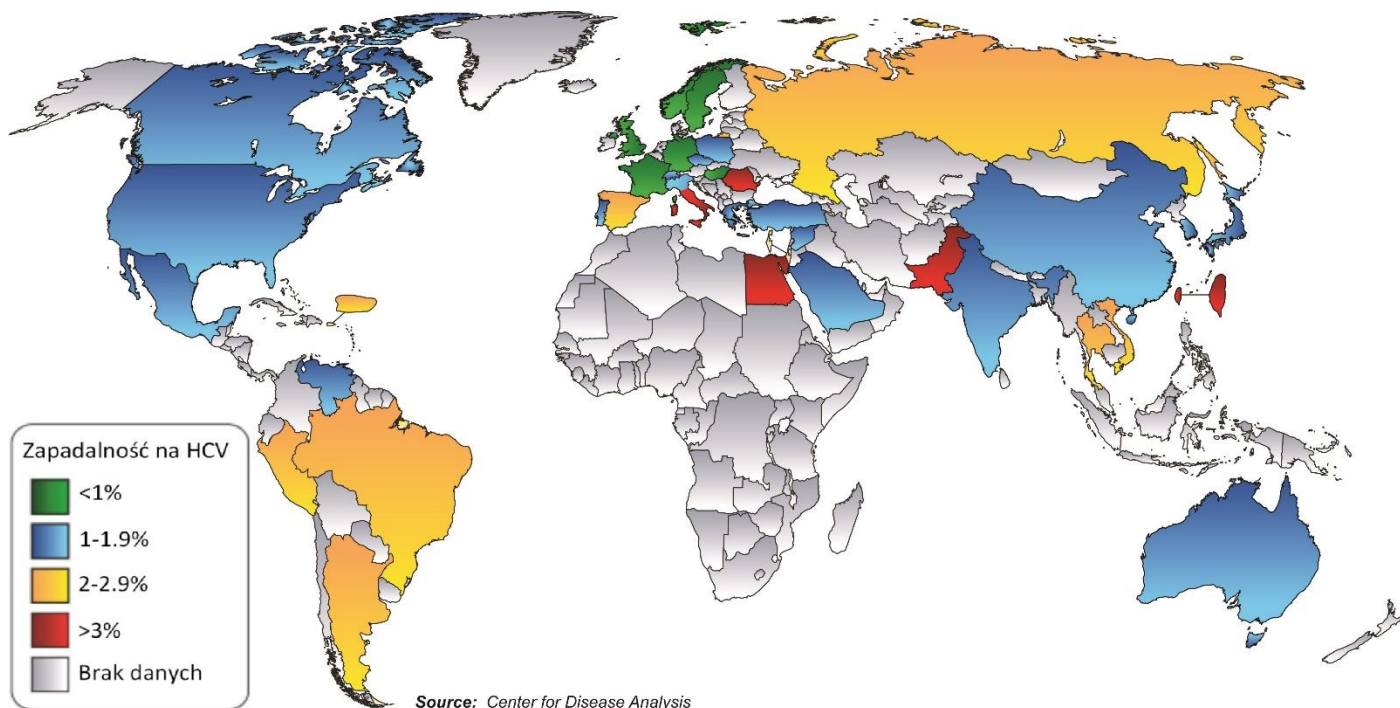 Zapadalność na HCV
<1%
1-1.9%
2-2.9%
>3%
Brak danych
Source: Center for Disease Analysis